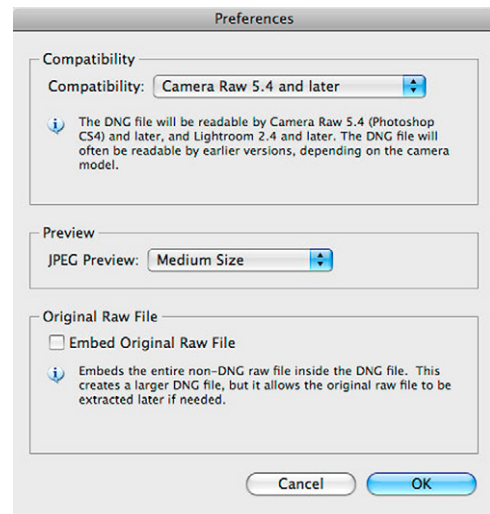 Preferences
Compatibility
Compatibility: Camera Raw 5.4 and later
The DNG file will be readable by Camera Raw 5.4 (Photoshop
CS4) and later, and Lightroom 2.4 and later. The DNG file will
often be readable by earlier versions, depending on the camera
model.
Preview
JPEG Preview: Medium Size
Original Raw File
Embed Original Raw File
Embeds the entire non-DNG raw file inside the DNG file. This
creates a larger DNG file, but it allows the original raw file to be
extracted later if needed.
Cancel OK